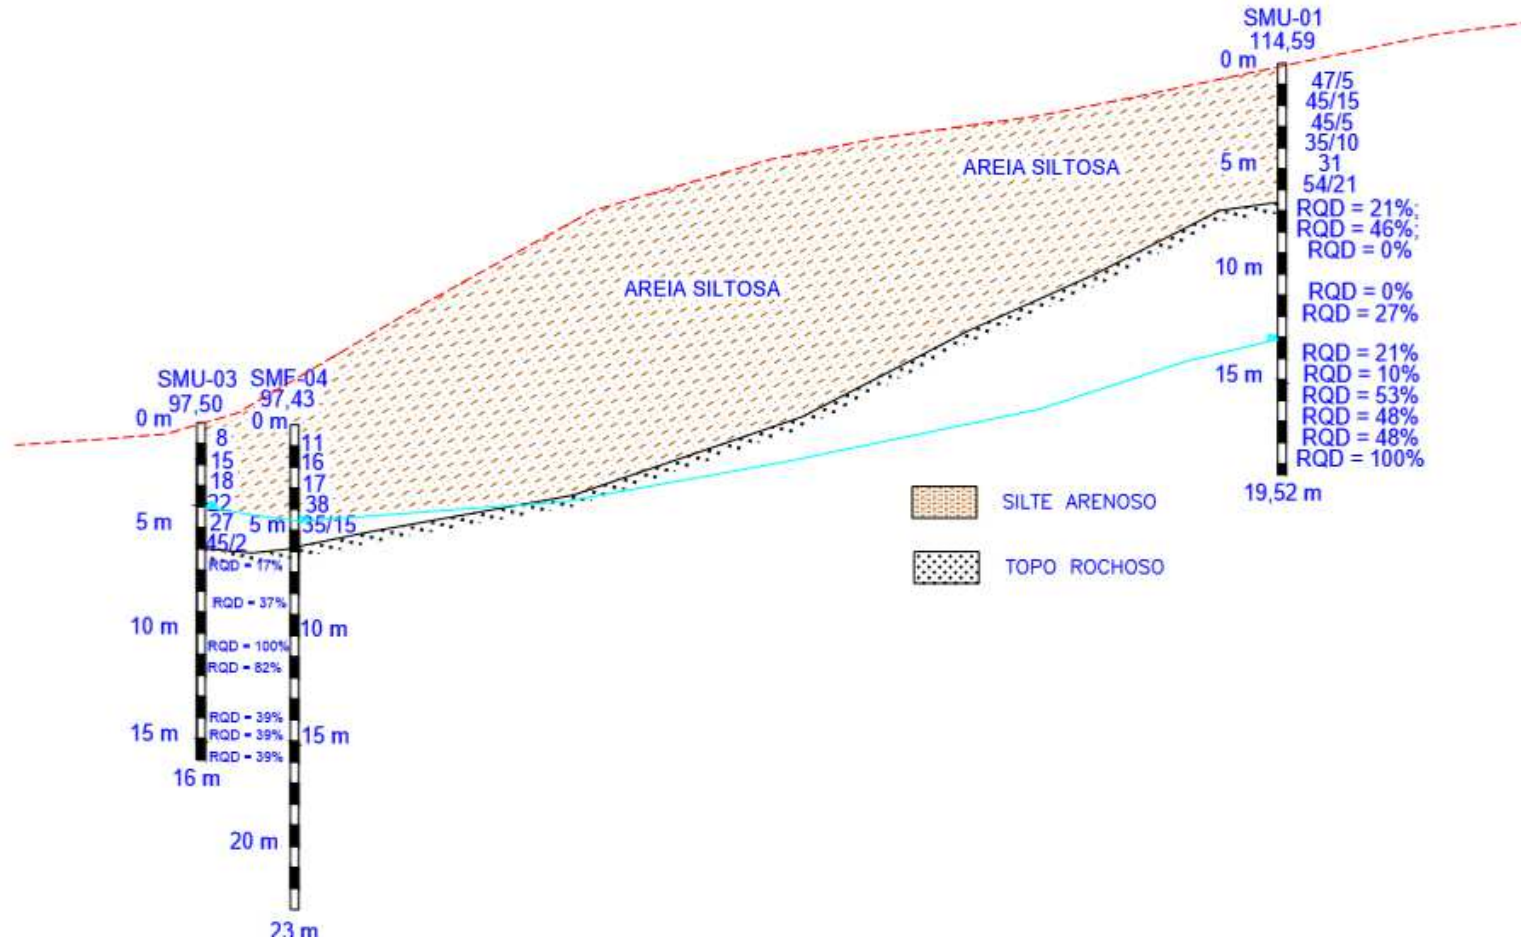 SMU-01
114,59
0 m
47/5
45/15
45/5
35/10
5 m
31
54/21
RQD = 21%;
RQD = 46%;
RQD = 0%
10 m
RQD = 0%
RQD = 27%
RQD = 21%
15 m
RQD = 10%
RQD = 53%
RQD = 48%
RQD = 48%
RQD = 100%
19,52 m
AREIA SILTOSA
AREIA SILTOSA
SMU-03
97,50
0 m
8
15
18
22
5 m
27
45/2
RQD = 17%
RQD = 37%
10 m
RQD = 100%
RQD = 82%
RQD = 39%
15 m
RQD = 39%
RQD = 39%
16 m
97,43
0 m
11
16
17
38
5 m
35/15
10 m
15 m
20 m
23 m
SILTE ARENOSO
TOPO ROCHOSO